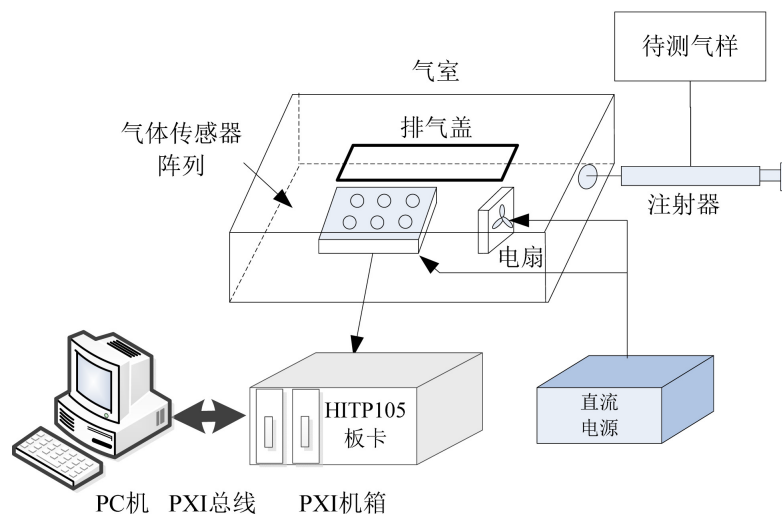 待测气样
气室
气体传感器
阵列
排气盖
注射器
电扇
HITP105
板卡
直流
电源
PC机
PXI总线
PXI机箱